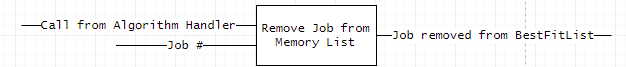 Call from Algorithm Handler
Job #
Remove Job from
Memory List
Job removed from BestFitList